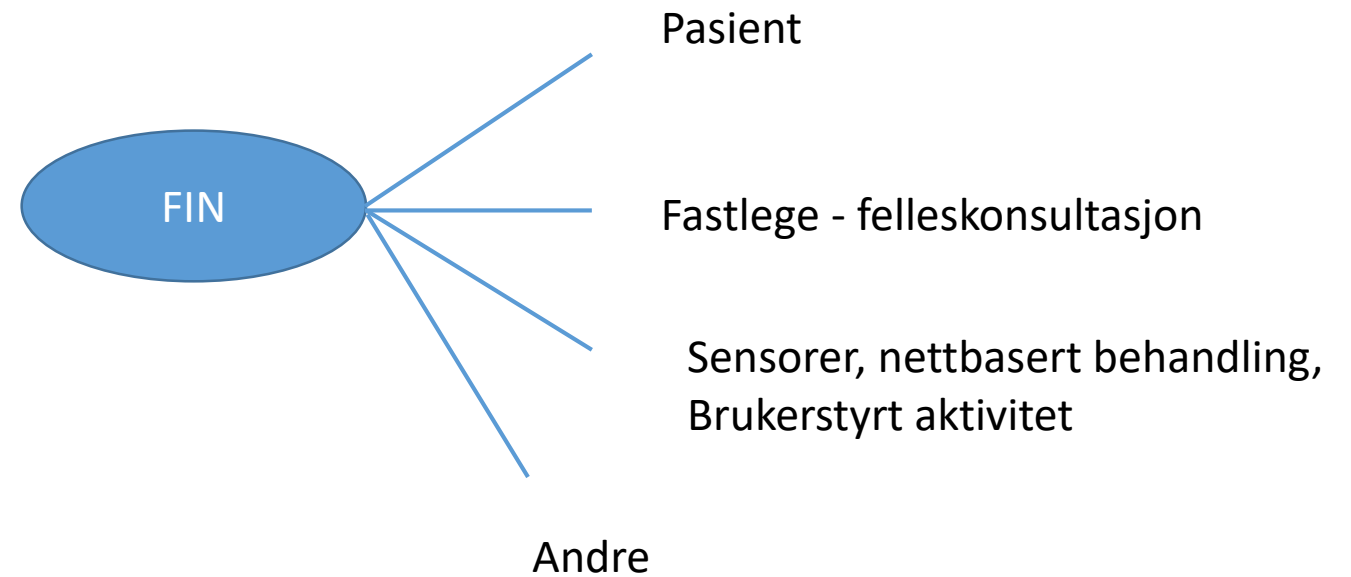 Pasient
FIN
Fastlege - felleskonsultasjon
Sensorer, nettbasert behandling,
Brukerstyrt aktivitet
Andre